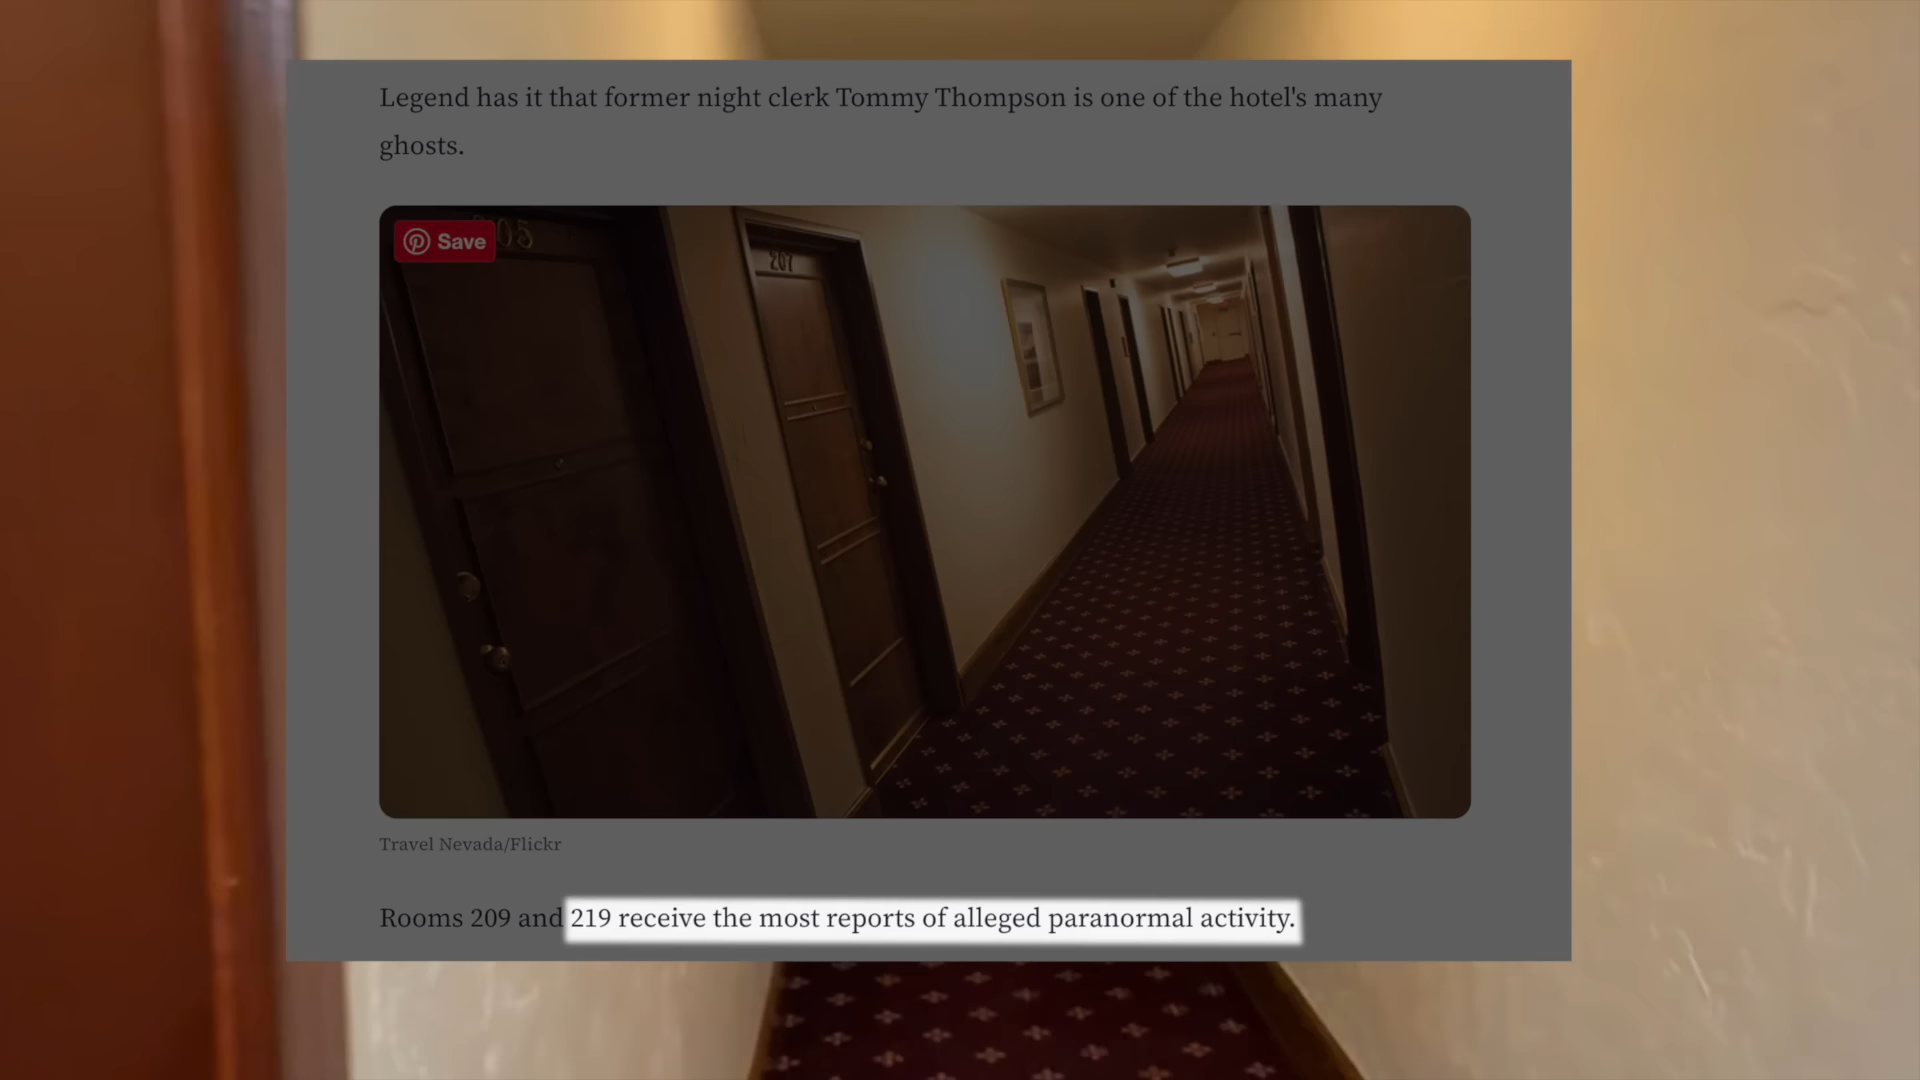 Legend has it that former night clerk Tommy Thompson is one of the hotel's many
ghosts.
Save
05
207
Travel Nevada/Flickr
Rooms 209 and 219 receive the most reports of alleged paranormal activity.